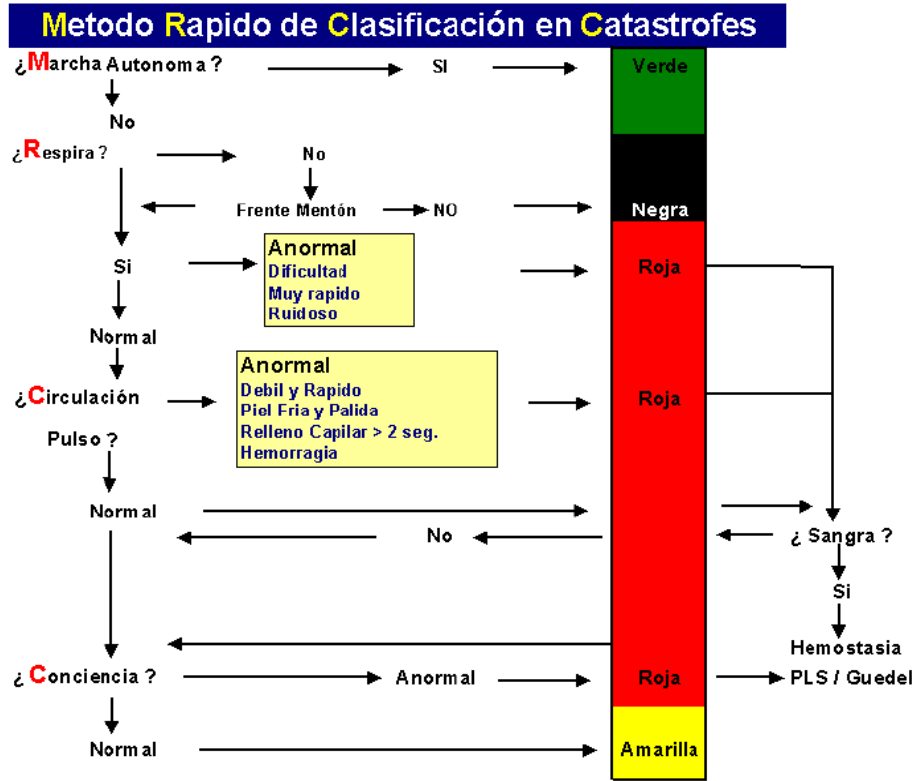 Metodo Rapido de Clasificación en Catastrofes
¿Marcha Autonoma? SI Verde
No
¿Respira? No
Frente Mentón NO Negra
Anormal
Si Dificultad Roja
Muy rapido
Ruidoso
Normal
Anormal
¿Circulación Debil y Rapido Roja
Piel Fria y Palida
Pulso? Relleno Capilar > 2 seg.
Hemorragia
Normal
No ¿ Sangra ?
Si
Hemostasia
¿ Conciencia ? Anormal Roja PLS / Guedel
Normal Amarilla